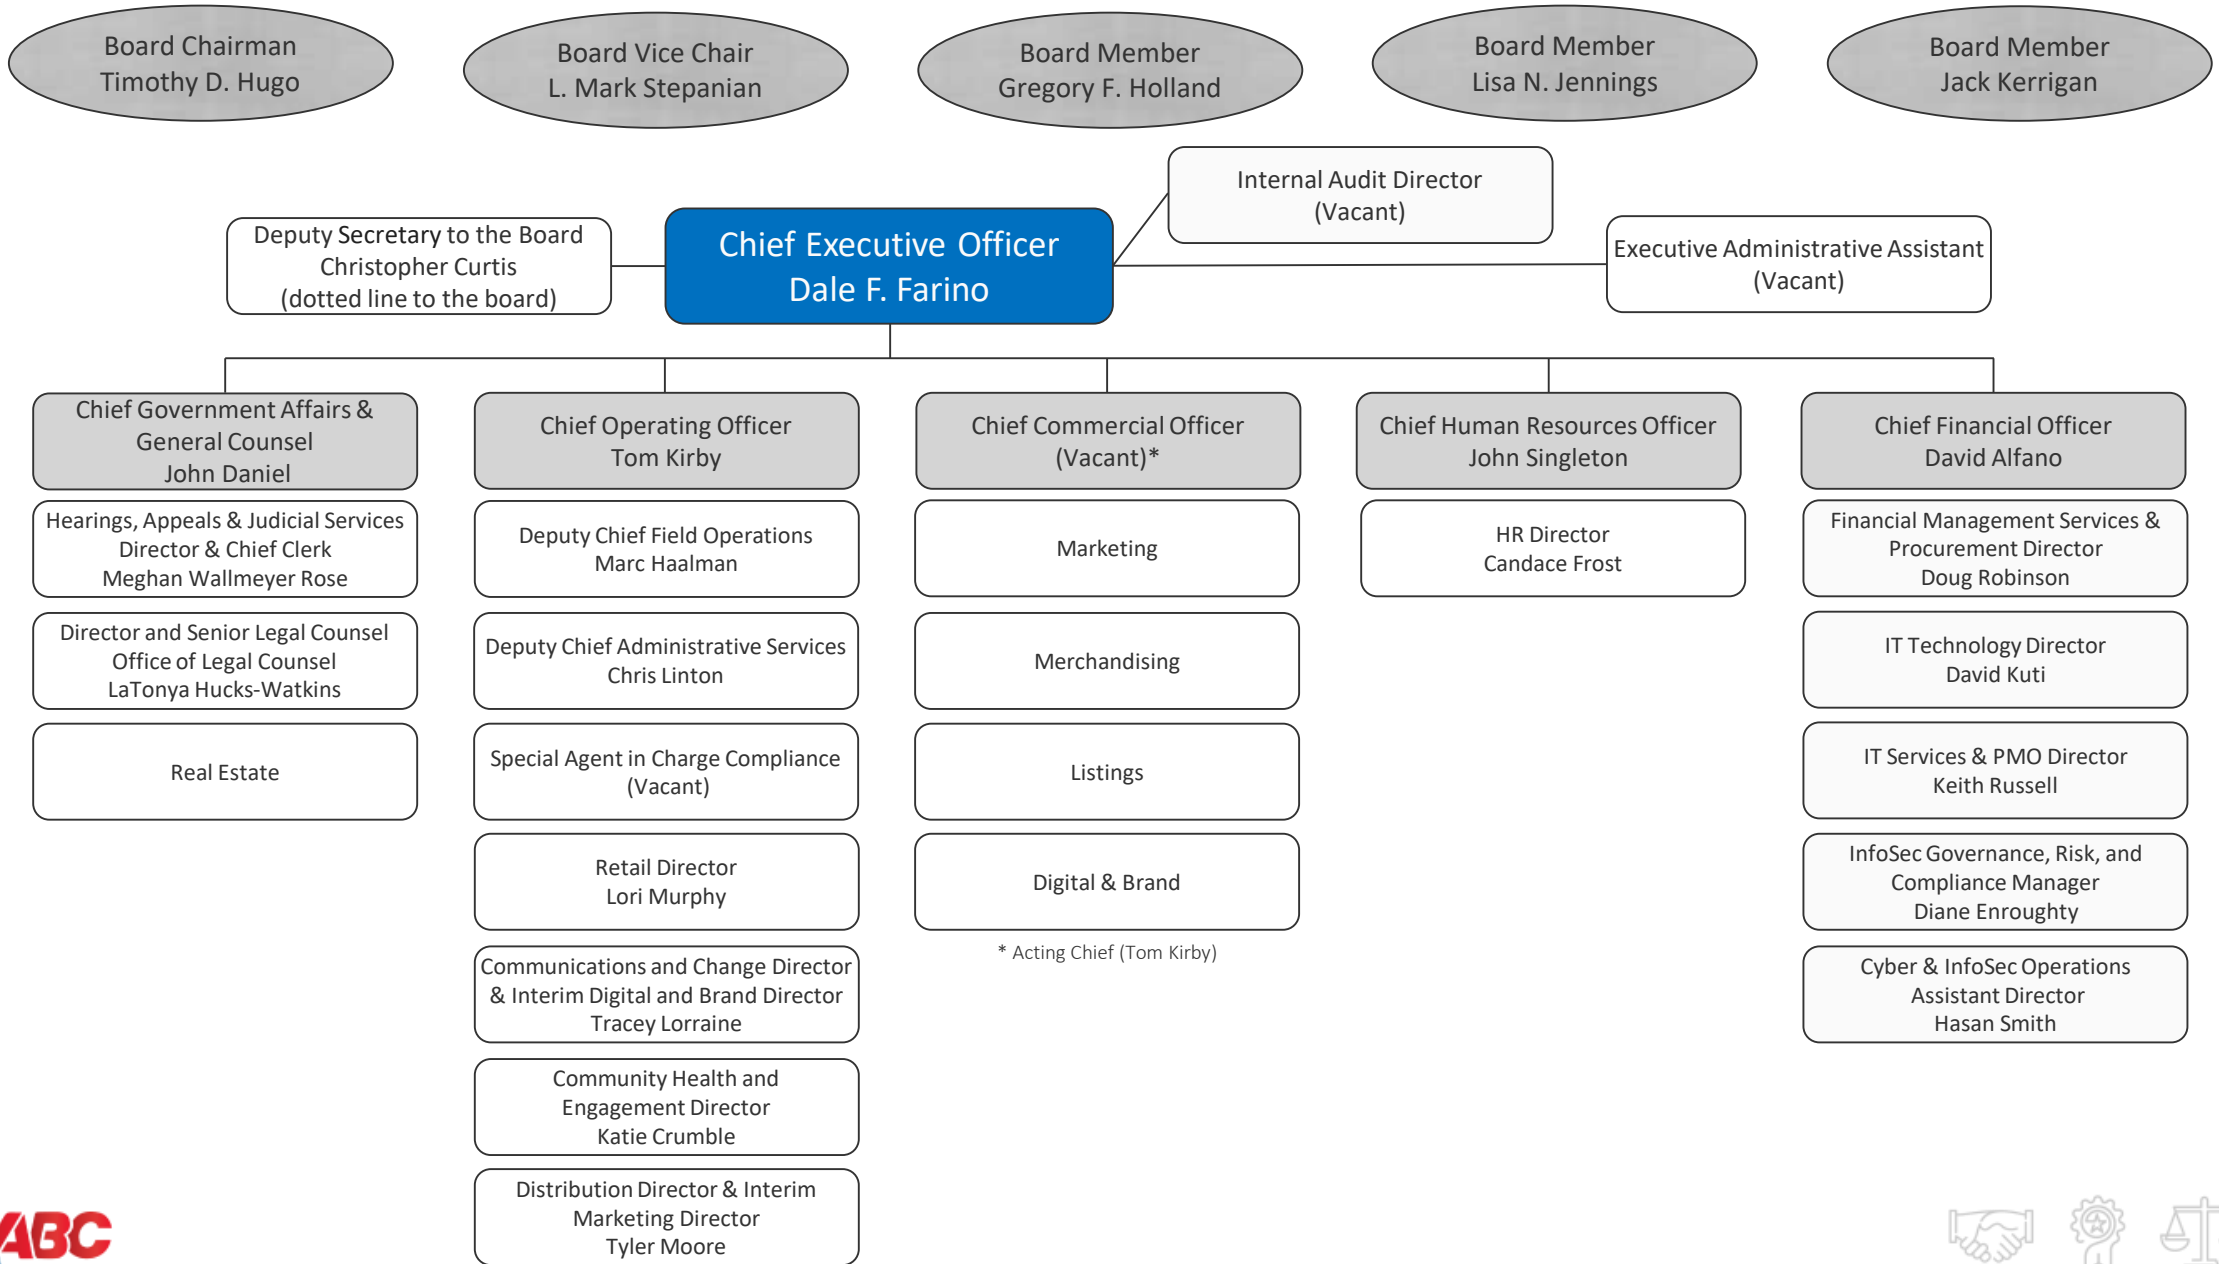 Board Chairman
Timothy D. Hugo
Board Vice Chair
L. Mark Stepanian
Board Member
Gregory F. Holland
Board Member
Lisa N. Jennings
Board Member
Jack Kerrigan
Internal Audit Director
(Vacant)
Deputy Secretary to the Board
Christopher Curtis
(dotted line to the board)
Chief Executive Officer
Dale F. Farino
Executive Administrative Assistant
(Vacant)
Chief Government Affairs &
General Counsel
John Daniel
Hearings, Appeals & Judicial Services
Director & Chief Clerk
Meghan Wallmeyer Rose
Director and Senior Legal Counsel
Office of Legal Counsel
LaTonya Hucks-Watkins
Real Estate
Chief Operating Officer
Tom Kirby
Deputy Chief Field Operations
Marc Haalman
Deputy Chief Administrative Services
Chris Linton
Special Agent in Charge Compliance
(Vacant)
Retail Director
Lori Murphy
Communications and Change Director
& Interim Digital and Brand Director
Tracey Lorraine
Community Health and
Engagement Director
Katie Crumble
Distribution Director & Interim
Marketing Director
Tyler Moore
Chief Commercial Officer
(Vacant)*
Marketing
Merchandising
Listings
Digital & Brand
* Acting Chief (Tom Kirby)
Chief Human Resources Officer
John Singleton
HR Director
Candace Frost
Chief Financial Officer
David Alfano
Financial Management Services &
Procurement Director
Doug Robinson
IT Technology Director
David Kuti
IT Services & PMO Director
Keith Russell
InfoSec Governance, Risk, and
Compliance Manager
Diane Enroughty
Cyber & InfoSec Operations
Assistant Director
Hasan Smith
ABC